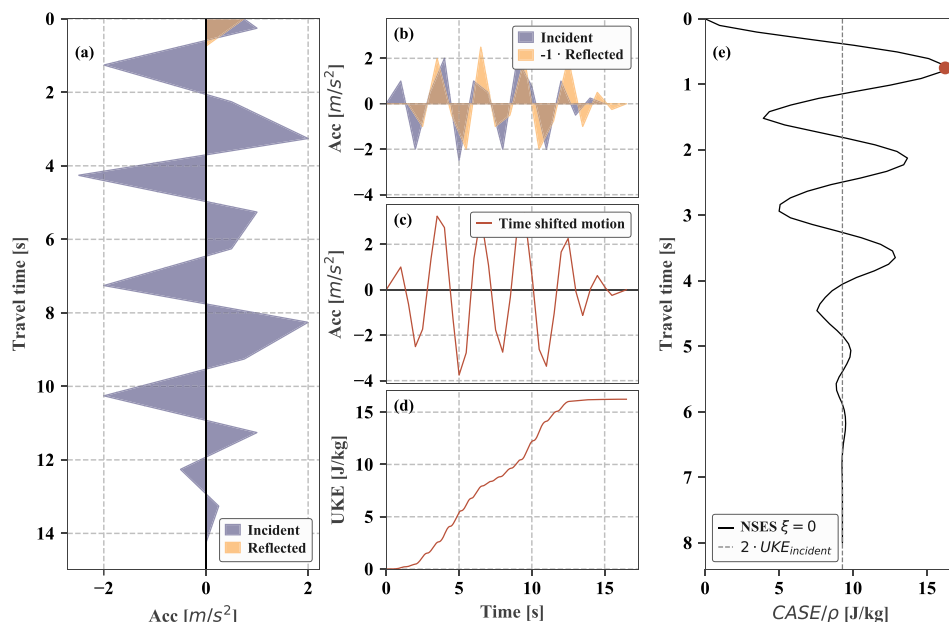 (a)
0
2
4
6
8
10
12
14
Travel time [s]
−2
0
2
Acc [m/s²]
Incident
Reflected
(b)
Incident
-1 · Reflected
2
0
−2
−4
Acc [m/s²]
(c)
Time shifted motion
2
0
−2
−4
Acc [m/s²]
(d)
15
10
5
0
UKE [J/kg]
0
5
10
15
Time [s]
(e)
0
1
2
3
4
5
6
7
8
Travel time [s]
NSES ξ = 0
2 · UKE_incident
0
5
10
15
CASE/ρ [J/kg]